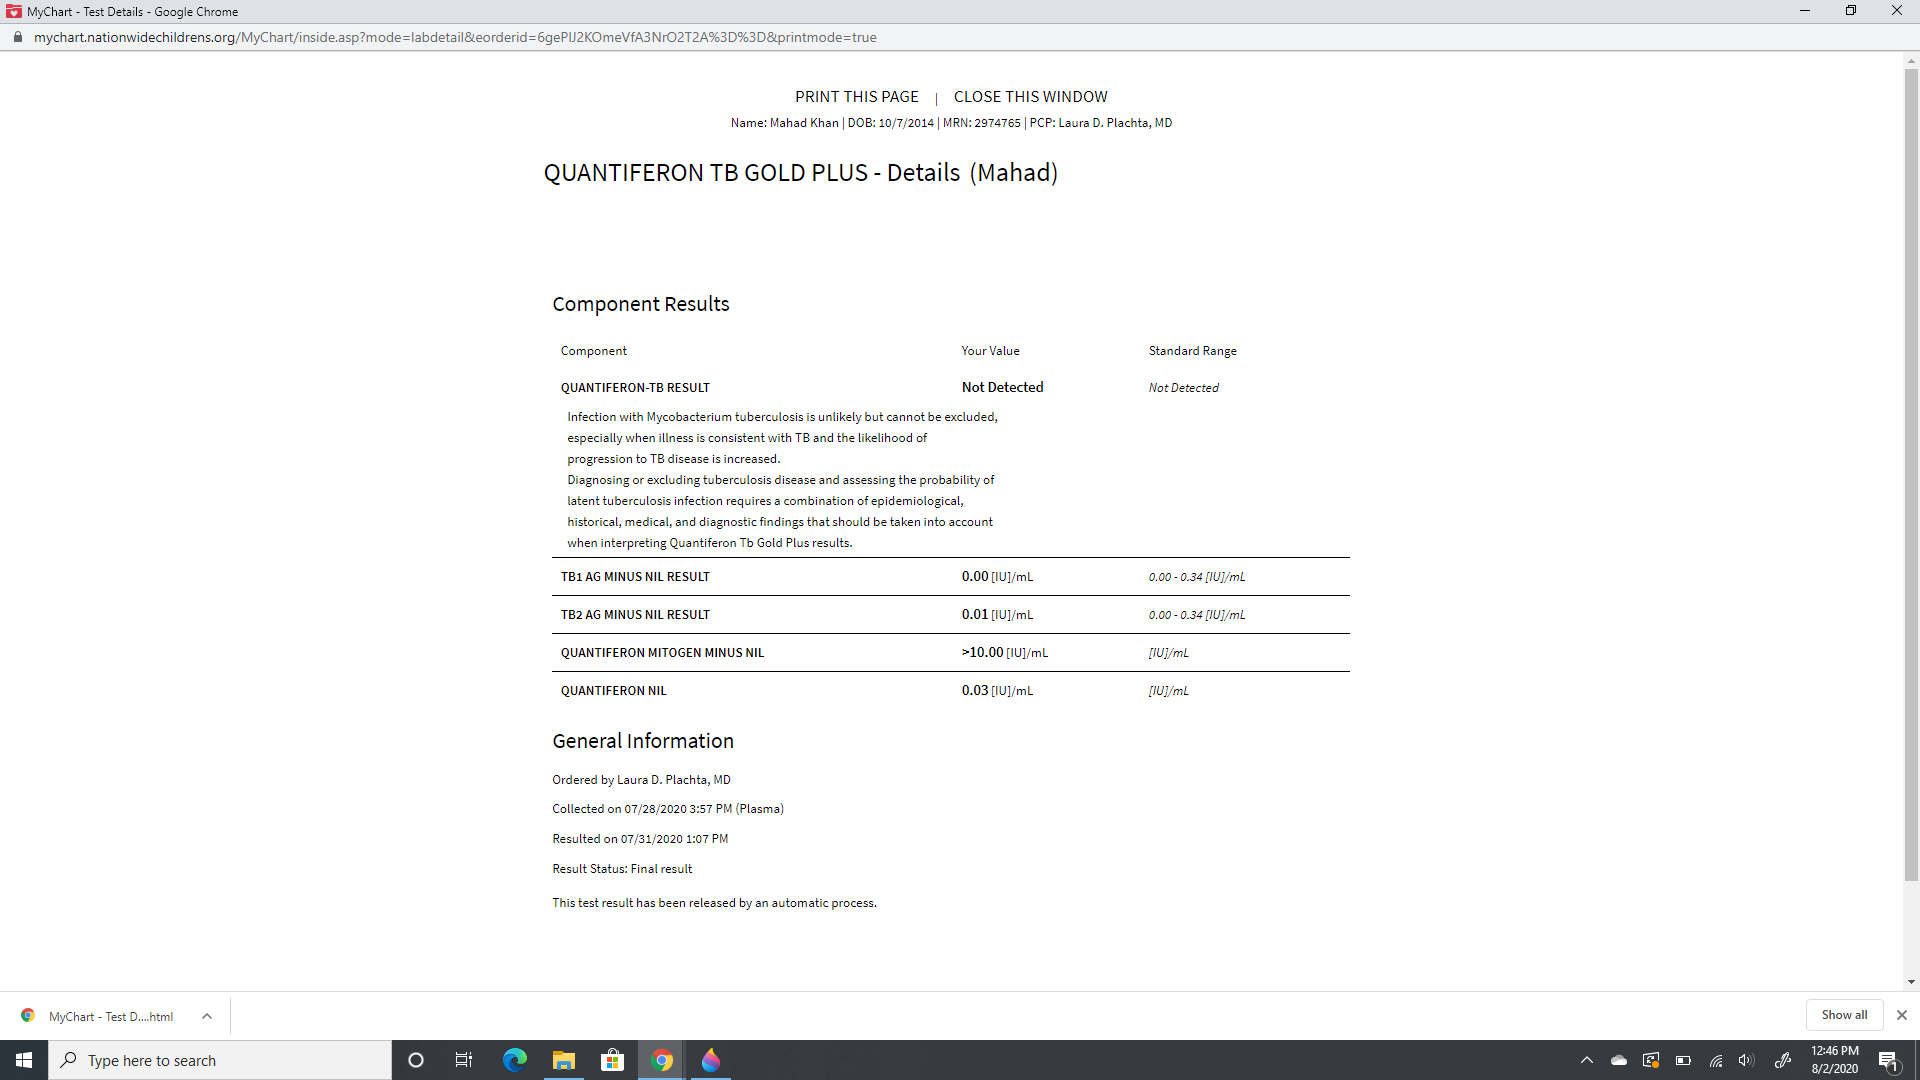 MyChart - Test Details - Google Chrome
mychart.nationwidechildrens.org/MyChart/inside.asp?mode=labdetail&eorderid=6gePIJ2KOmeVfA3NrO2T2A%3D%3D&printmode=true
PRINT THIS PAGE | CLOSE THIS WINDOW
Name: Mahad Khan | DOB: 10/7/2014 | MRN: 2974765 | PCP: Laura D. Plachta, MD
QUANTIFERON TB GOLD PLUS - Details (Mahad)
Component Results
Component Your Value Standard Range
QUANTIFERON-TB RESULT Not Detected Not Detected
Infection with Mycobacterium tuberculosis is unlikely but cannot be excluded,
especially when illness is consistent with TB and the likelihood of
progression to TB disease is increased.
Diagnosing or excluding tuberculosis disease and assessing the probability of
latent tuberculosis infection requires a combination of epidemiological,
historical, medical, and diagnostic findings that should be taken into account
when interpreting Quantiferon Tb Gold Plus results.
TB1 AG MINUS NIL RESULT 0.00 [IU]/mL 0.00 - 0.34 [IU]/mL
TB2 AG MINUS NIL RESULT 0.01 [IU]/mL 0.00 - 0.34 [IU]/mL
QUANTIFERON MITOGEN MINUS NIL >10.00 [IU]/mL [IU]/mL
QUANTIFERON NIL 0.03 [IU]/mL [IU]/mL
General Information
Ordered by Laura D. Plachta, MD
Collected on 07/28/2020 3:57 PM (Plasma)
Resulted on 07/31/2020 1:07 PM
Result Status: Final result
This test result has been released by an automatic process.
MyChart - Test D....html
Show all
Type here to search
12:46 PM
8/2/2020
1